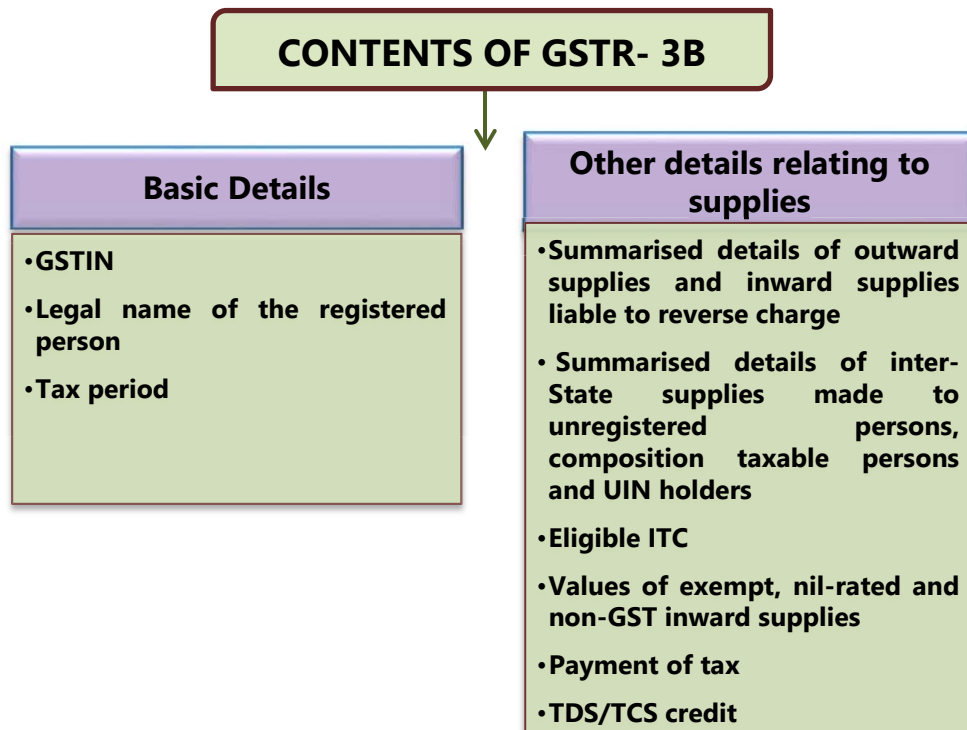 CONTENTS OF GSTR- 3B
Basic Details
•GSTIN
•Legal name of the registered
person
•Tax period
Other details relating to
supplies
•Summarised details of outward
supplies and inward supplies
liable to reverse charge
• Summarised details of inter-
State supplies made to
unregistered persons,
composition taxable persons
and UIN holders
•Eligible ITC
•Values of exempt, nil-rated and
non-GST inward supplies
•Payment of tax
•TDS/TCS credit